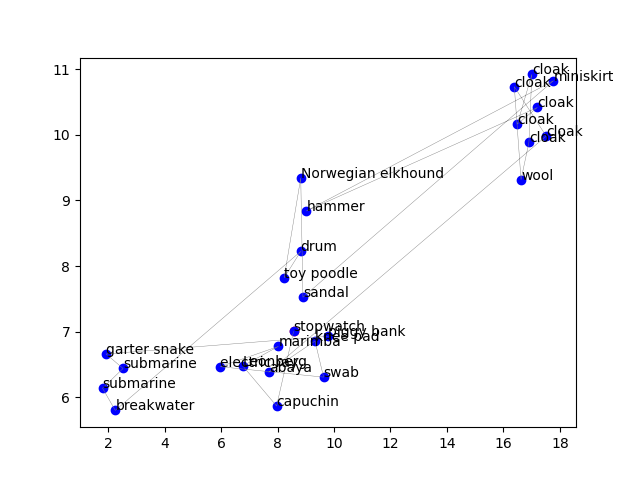 cloak
cloak
miniskirt
cloak
cloak
cloak
cloak
wool
Norwegian elkhound
hammer
drum
toy poodle
sandal
stopwatch
piggy bank
knee pad
marimba
garter snake
submarine
abaya
swab
submarine
breakwater
capuchin
11
10
9
8
7
6
2
4
6
8
10
12
14
16
18